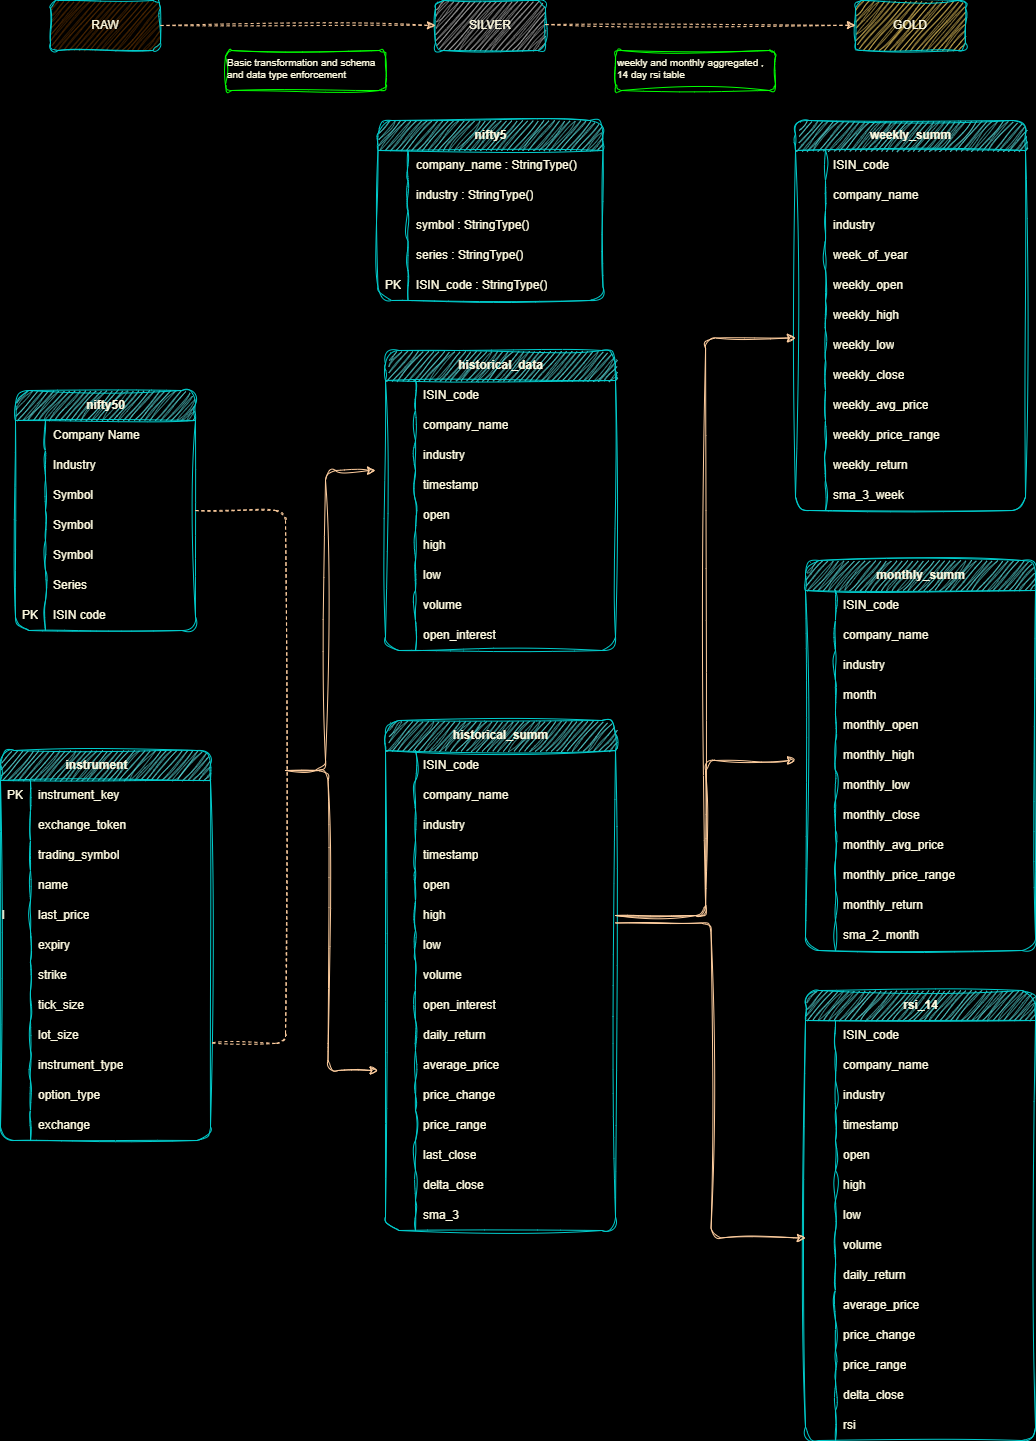 RAW
SILVER
GOLD
Basic transformation and schema
and data type enforcement
weekly and monthly aggregated ,
14 day rsi table
nifty5
company_name : StringType()
industry : StringType()
symbol : StringType()
series : StringType()
PK ISIN_code : StringType()
weekly_summ
ISIN_code
company_name
industry
week_of_year
weekly_open
weekly_high
weekly_low
weekly_close
weekly_avg_price
weekly_price_range
weekly_return
sma_3_week
historical_data
ISIN_code
company_name
industry
timestamp
open
high
low
volume
open_interest
nifty50
Company Name
Industry
Symbol
Symbol
Symbol
Series
PK ISIN code
monthly_summ
ISIN_code
company_name
industry
month
monthly_open
monthly_high
monthly_low
monthly_close
monthly_avg_price
monthly_price_range
monthly_return
sma_2_month
historical_summ
ISIN_code
company_name
industry
timestamp
open
high
low
volume
open_interest
daily_return
average_price
price_change
price_range
last_close
delta_close
sma_3
instrument
PK instrument_key
exchange_token
trading_symbol
name
last_price
expiry
strike
tick_size
lot_size
instrument_type
option_type
exchange
rsi_14
ISIN_code
company_name
industry
timestamp
open
high
low
volume
daily_return
average_price
price_change
price_range
delta_close
rsi